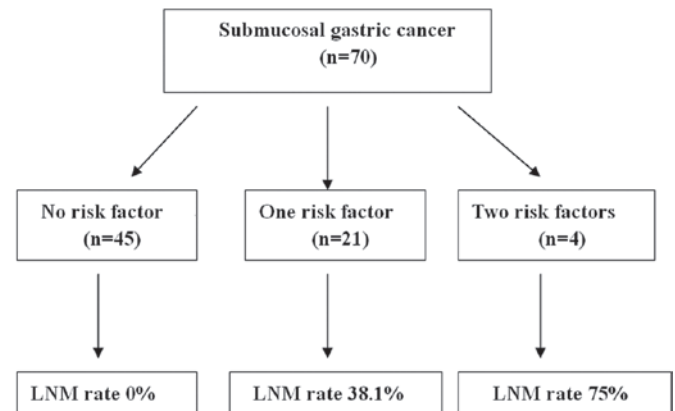 Submucosal gastric cancer
(n=70)
No risk factor
(n=45)
One risk factor
(n=21)
Two risk factors
(n=4)
LNM rate 0%
LNM rate 38.1%
LNM rate 75%